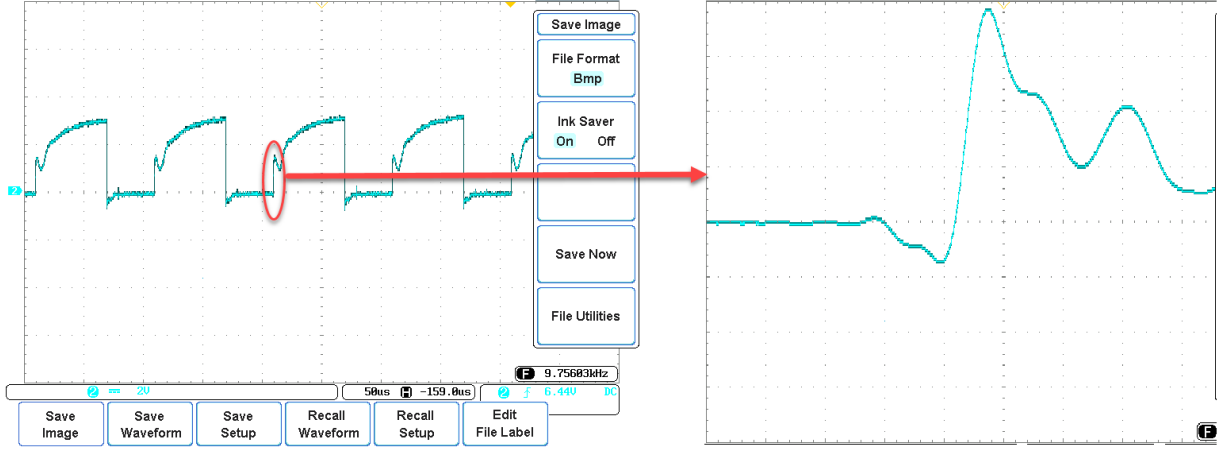 Save Image
File Format
Bmp
Ink Saver
On Off
Save Now
File Utilities
2
F 9.75603kHz
2 2V
50us H -159.0us
2 6.44V DC
Save
Image
Save
Waveform
Save
Setup
Recall
Waveform
Recall
Setup
Edit
File Label
F